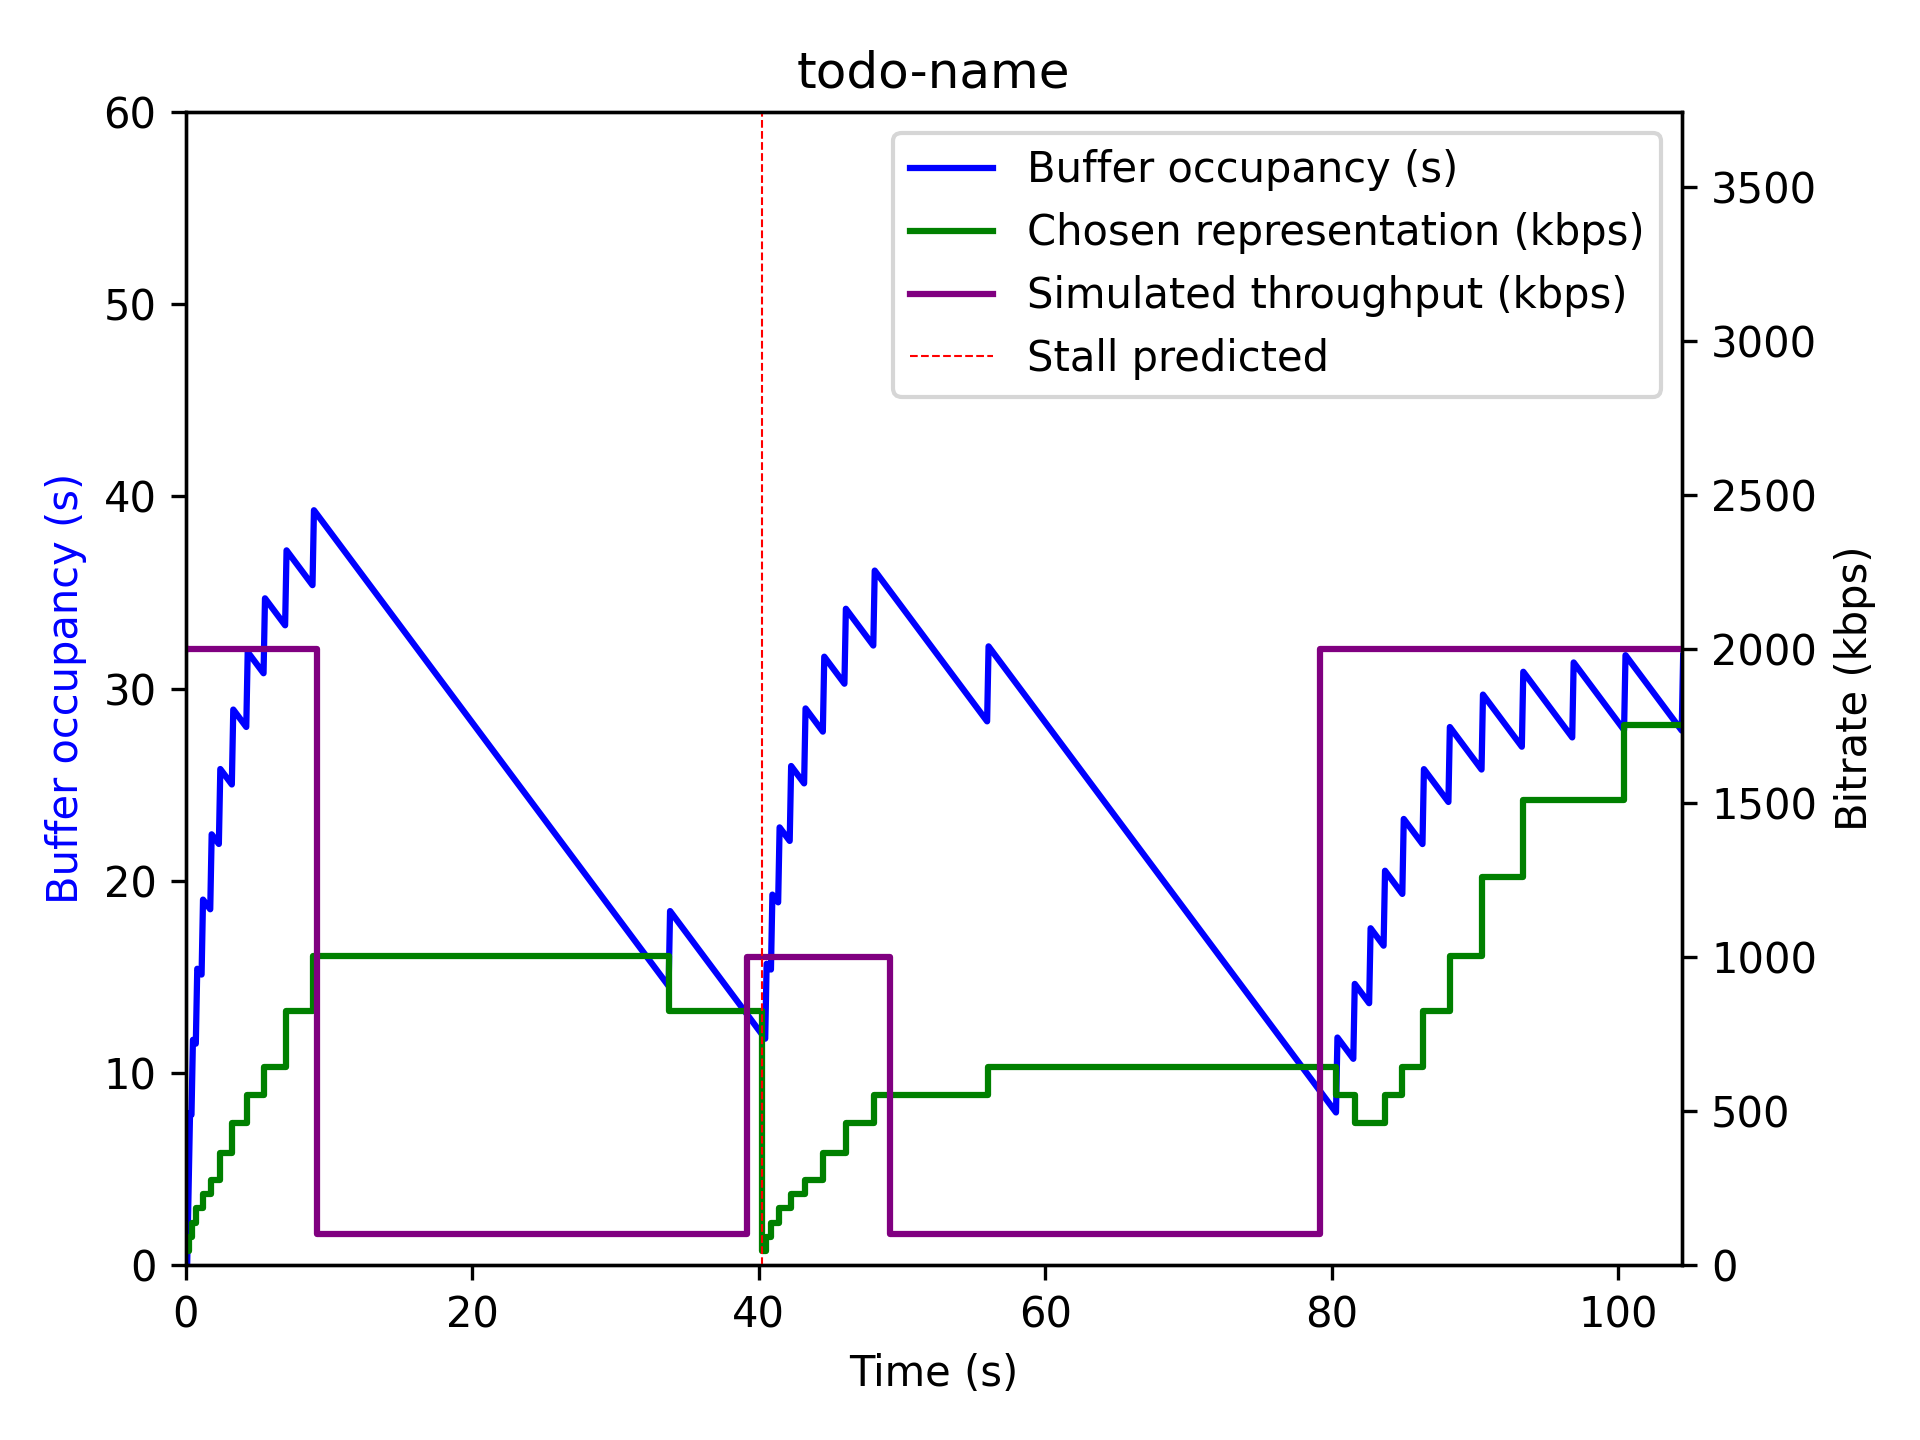 todo-name
Buffer occupancy (s)
Chosen representation (kbps)
Simulated throughput (kbps)
Stall predicted
60
50
40
30
20
10
0
Buffer occupancy (s)
3500
3000
2500
2000
1500
1000
500
0
Bitrate (kbps)
0 20 40 60 80 100
Time (s)